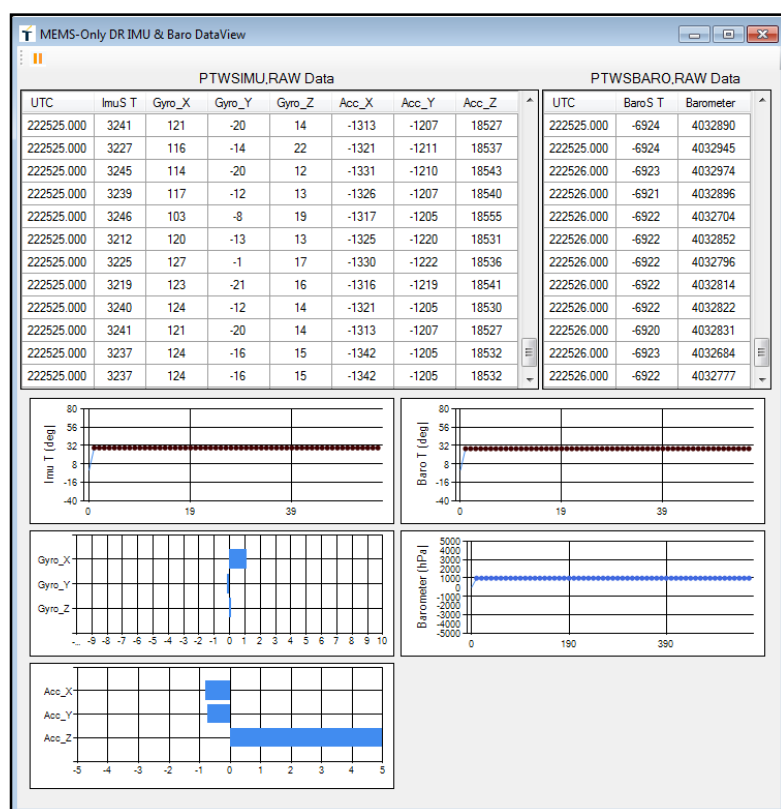 MEMS-Only DR IMU & Baro DataView
PTWSIMU,RAW Data
UTC ImuS T Gyro_X Gyro_Y Gyro_Z Acc_X Acc_Y Acc_Z
222525.000 3241 121 -20 14 -1313 -1207 18527
222525.000 3227 116 -14 22 -1321 -1211 18537
222525.000 3245 114 -20 12 -1331 -1210 18543
222525.000 3239 117 -12 13 -1326 -1207 18540
222525.000 3246 103 -8 19 -1317 -1205 18555
222525.000 3212 120 -13 13 -1325 -1220 18531
222525.000 3225 127 -1 17 -1330 -1222 18536
222525.000 3219 123 -21 16 -1316 -1219 18541
222525.000 3240 124 -12 14 -1321 -1205 18530
222525.000 3241 121 -20 14 -1313 -1207 18527
222525.000 3237 124 -16 15 -1342 -1205 18532
222525.000 3237 124 -16 15 -1342 -1205 18532
PTWSBARO,RAW Data
UTC BaroS T Barometer
222525.000 -6924 4032890
222525.000 -6924 4032945
222525.000 -6923 4032974
222525.000 -6921 4032896
222526.000 -6922 4032704
222526.000 -6922 4032852
222526.000 -6922 4032796
222526.000 -6922 4032814
222526.000 -6922 4032822
222526.000 -6920 4032831
222526.000 -6923 4032684
222526.000 -6922 4032777
Imu T [deg]
80
56
32
8
-16
-40
0 19 39
Baro T [deg]
80
56
32
8
-16
-40
0 19 39
Gyro_X
Gyro_Y
Gyro_Z
-... -9 -8 -7 -6 -5 -4 -3 -2 -1 0 1 2 3 4 5 6 7 8 9 10
Barometer [hPa]
5000
4000
3000
2000
1000
0
-1000
-2000
-3000
-4000
-5000
0 190 390
Acc_X
Acc_Y
Acc_Z
-5 -4 -3 -2 -1 0 1 2 3 4 5